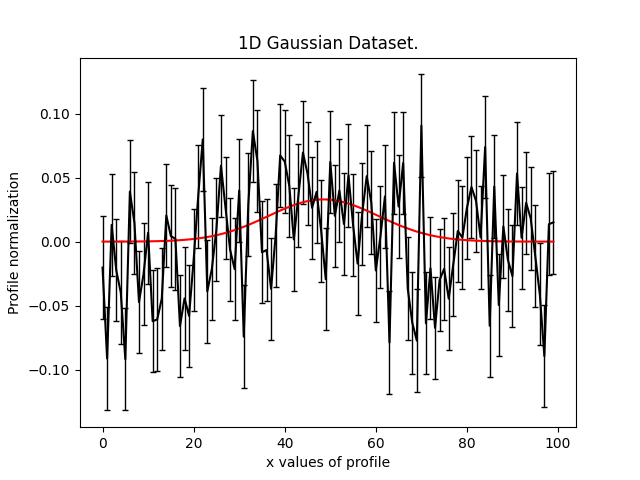 1D Gaussian Dataset.
Profile normalization
0.10
0.05
0.00
−0.05
−0.10
0 20 40 60 80 100
x values of profile